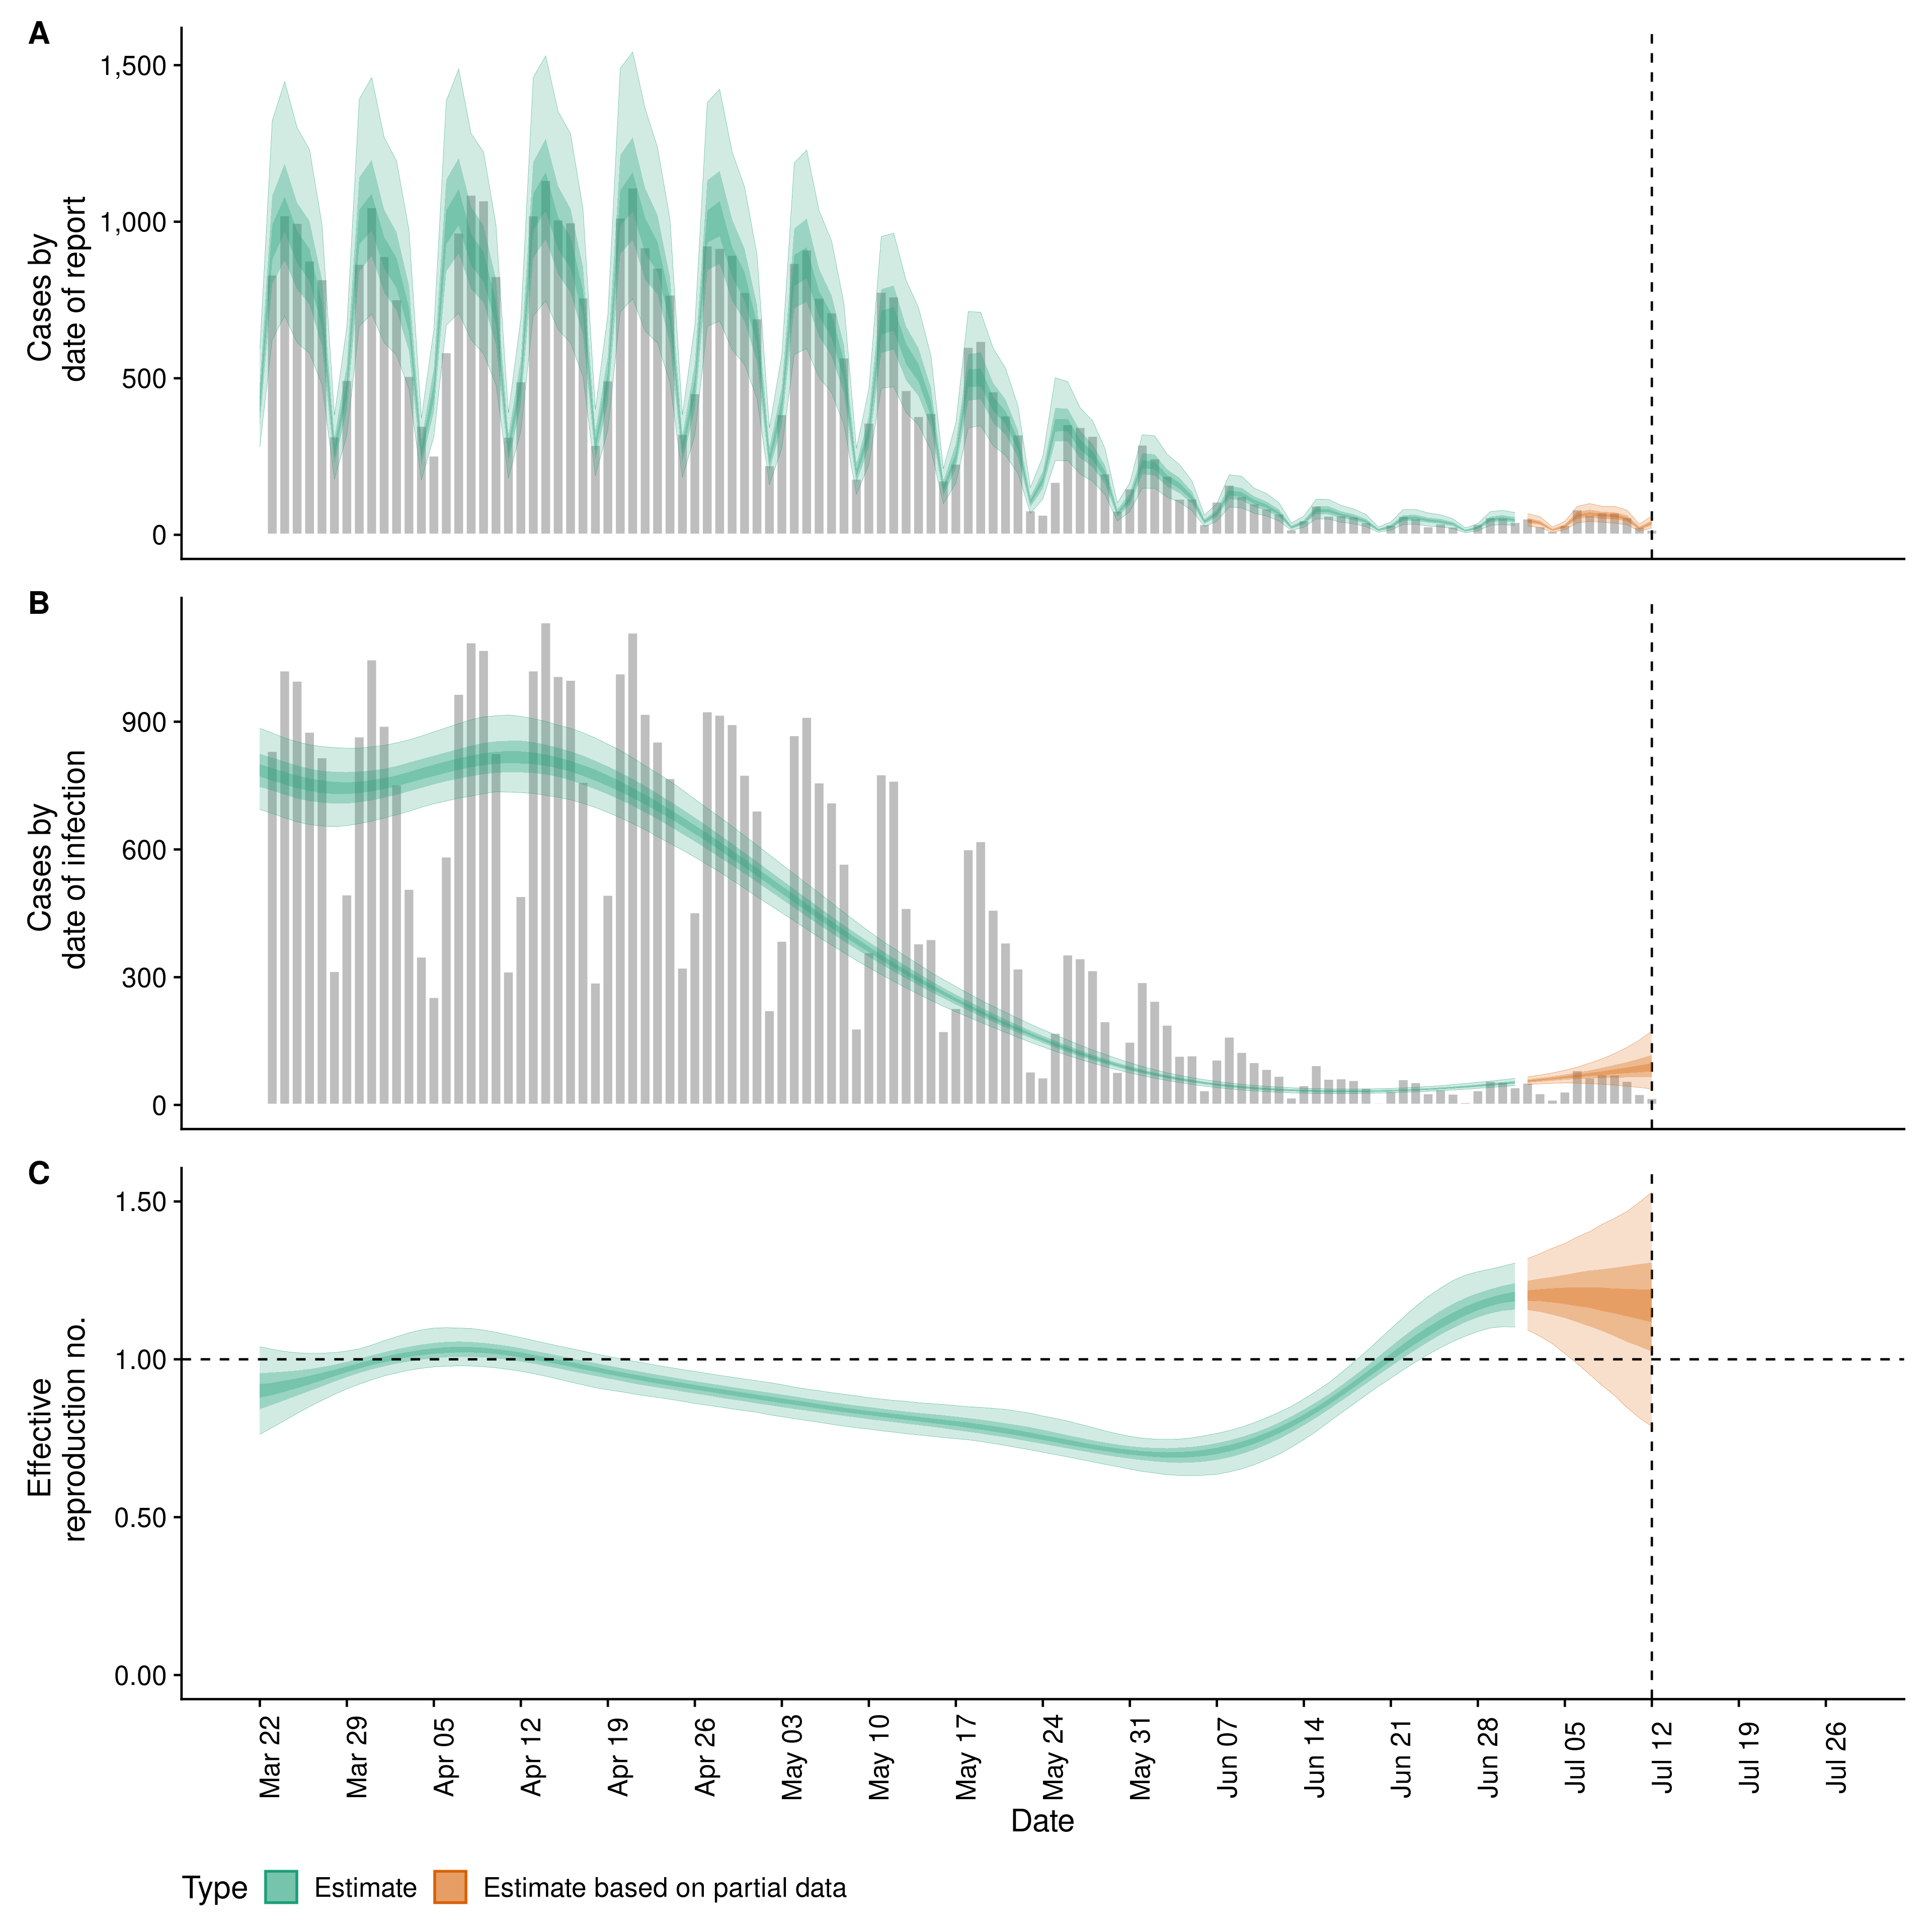 A
Cases by
date of report
1,500
1,000
500
0
B
Cases by
date of infection
900
600
300
0
C
Effective
reproduction no.
1.50
1.00
0.50
0.00
Mar 22
Mar 29
Apr 05
Apr 12
Apr 19
Apr 26
May 03
May 10
May 17
May 24
May 31
Jun 07
Jun 14
Jun 21
Jun 28
Jul 05
Jul 12
Jul 19
Jul 26
Date
Type Estimate Estimate based on partial data